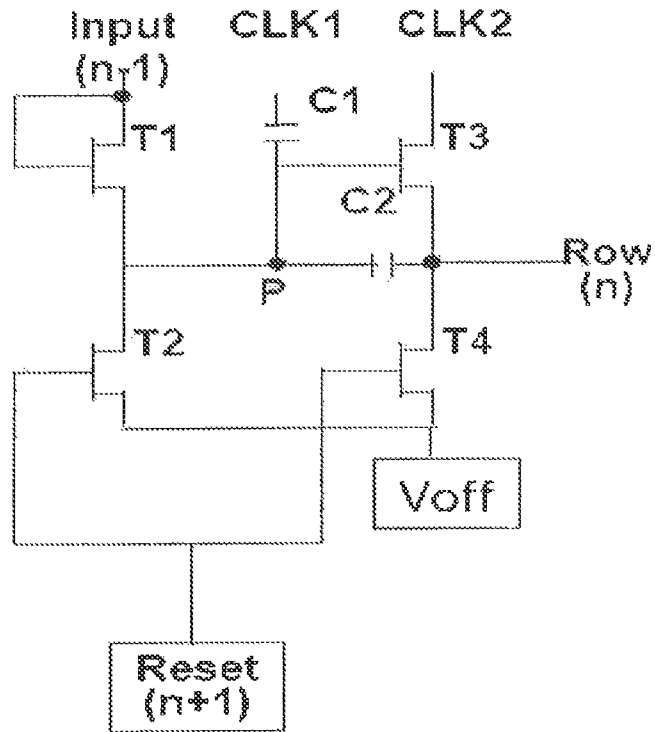 Input CLK1 CLK2
(n-1)
C1
T1 T3
C2
Row
(n)
P
T2 T4
Voff
Reset
(n+1)